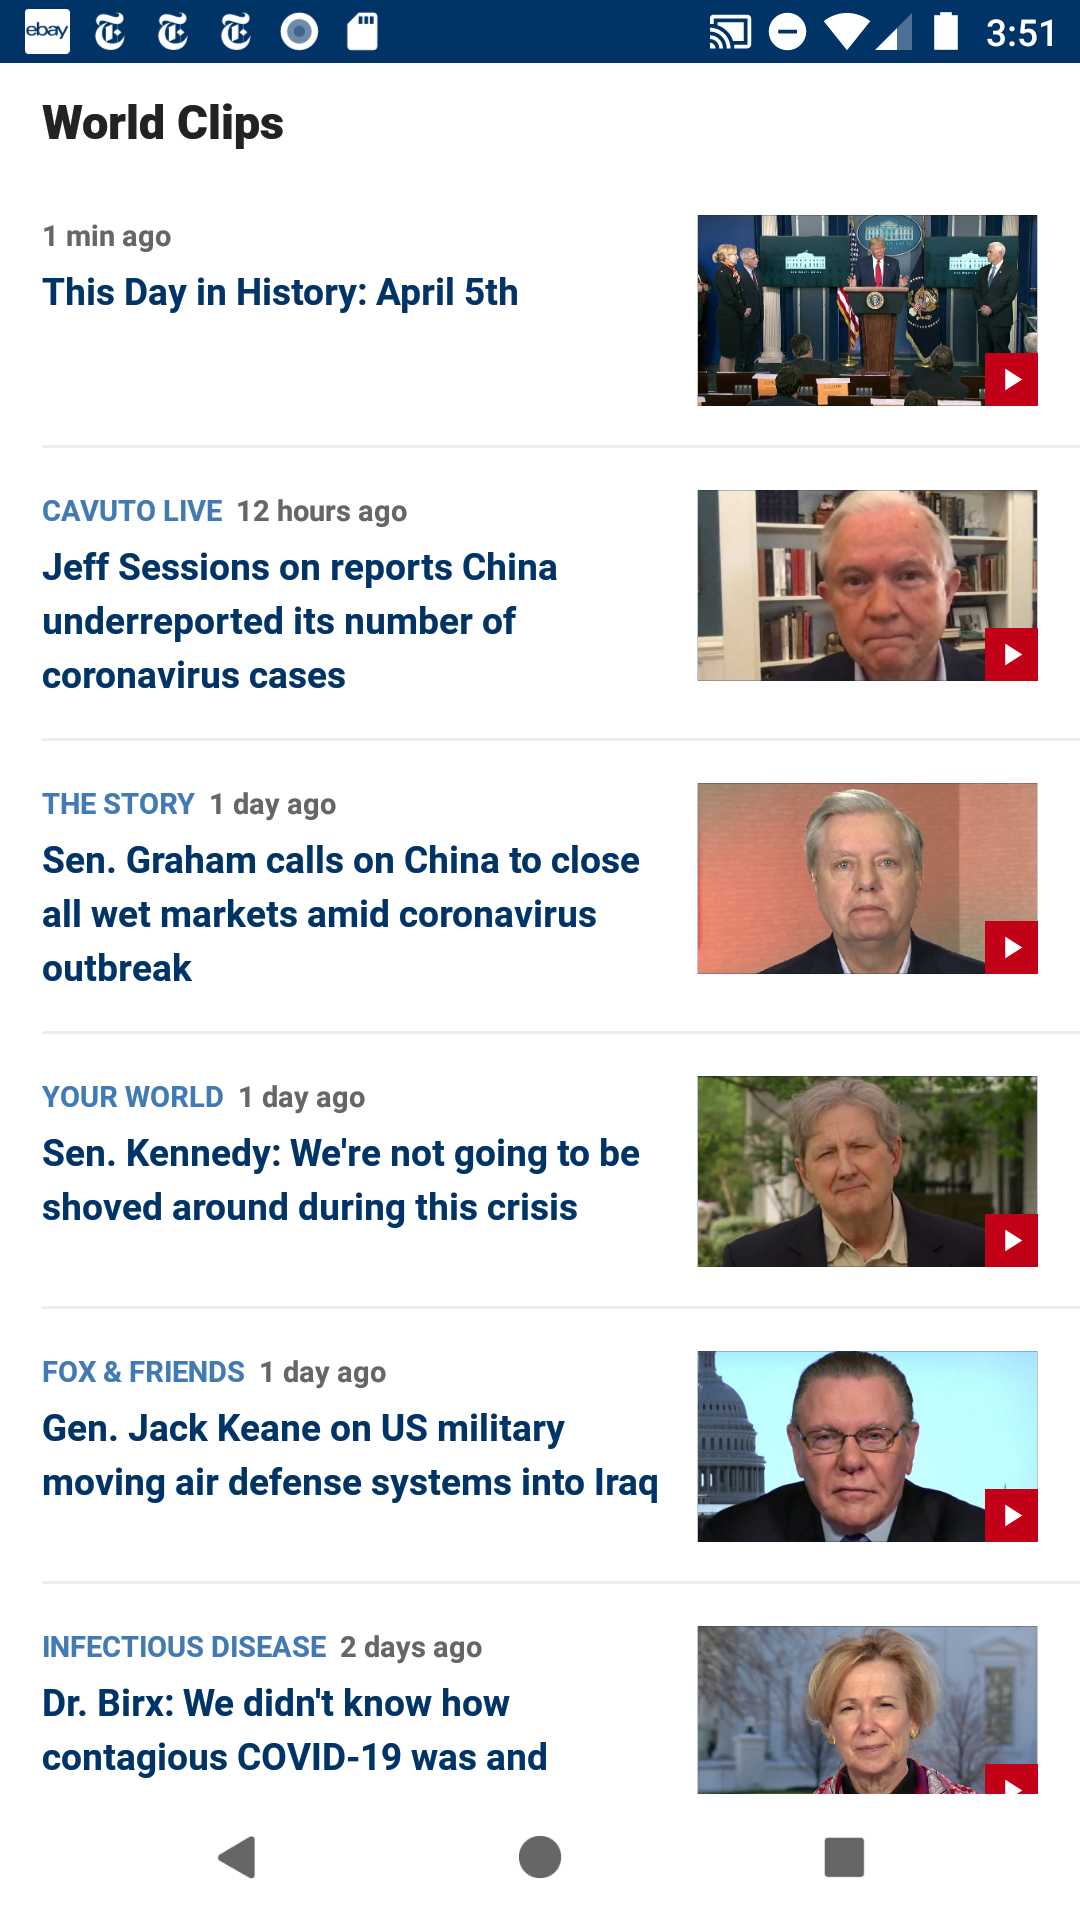 ebay
3:51
World Clips
1 min ago
This Day in History: April 5th
CAVUTO LIVE 12 hours ago
Jeff Sessions on reports China
underreported its number of
coronavirus cases
THE STORY 1 day ago
Sen. Graham calls on China to close
all wet markets amid coronavirus
outbreak
YOUR WORLD 1 day ago
Sen. Kennedy: We're not going to be
shoved around during this crisis
FOX & FRIENDS 1 day ago
Gen. Jack Keane on US military
moving air defense systems into Iraq
INFECTIOUS DISEASE 2 days ago
Dr. Birx: We didn't know how
contagious COVID-19 was and